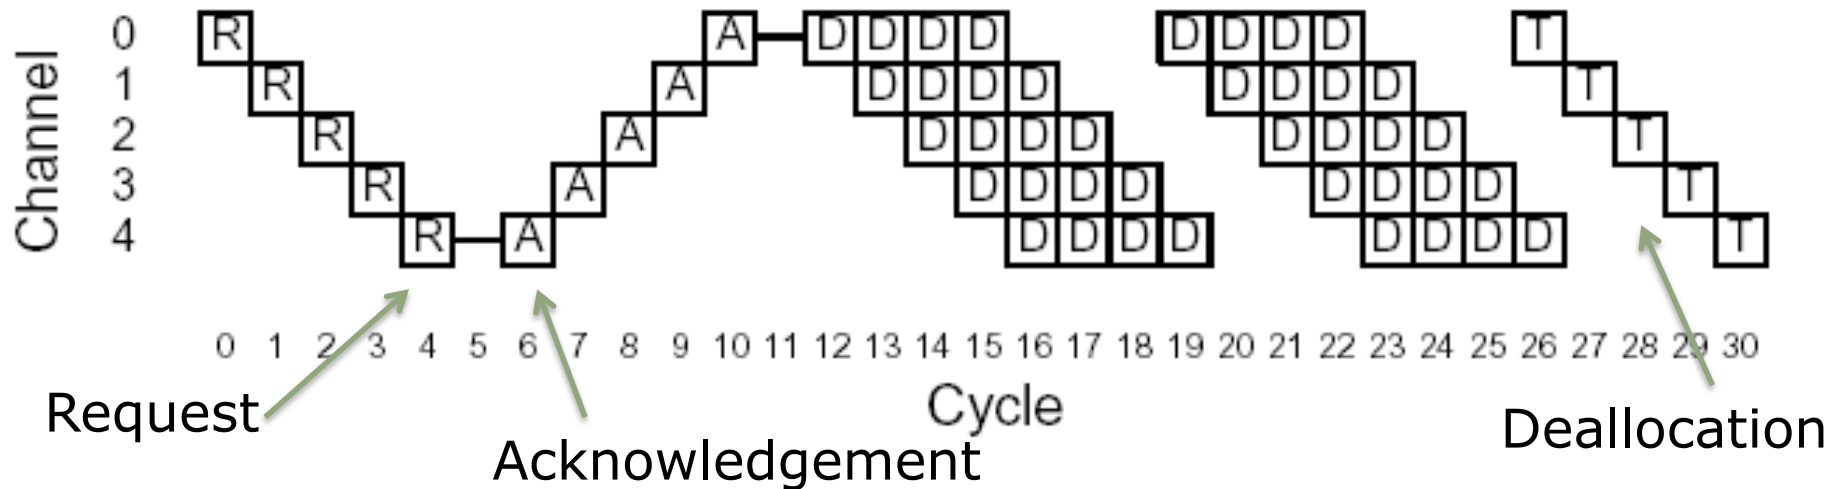 Channel
0 R A D D D D D D D D T
1 R A D D D D D D D D T
2 R A D D D D D D D D T
3 R A D D D D D D D D T
4 R A D D D D D D D D T
0 1 2 3 4 5 6 7 8 9 10 11 12 13 14 15 16 17 18 19 20 21 22 23 24 25 26 27 28 29 30
Cycle
Request
Acknowledgement
Deallocation